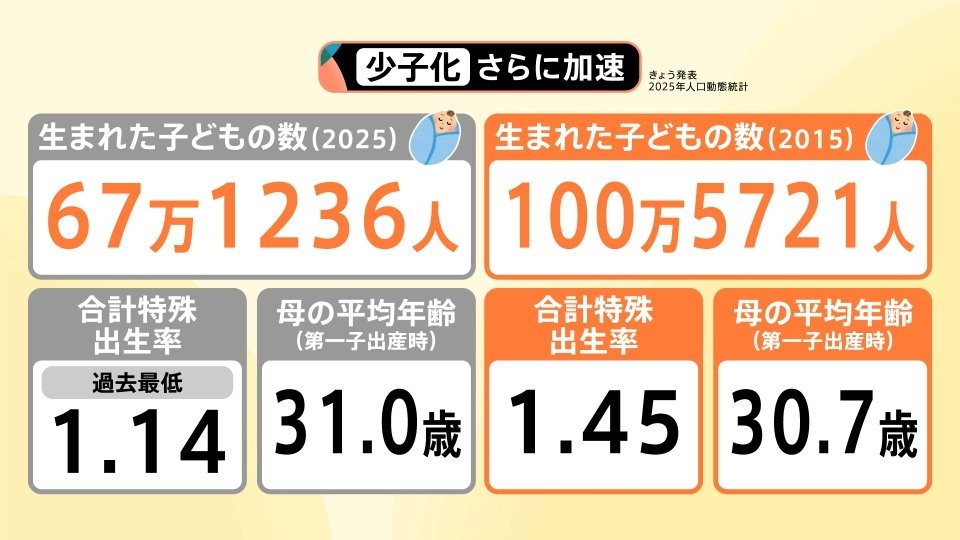 少子化 さらに加速
きょう発表
2025年人口動態統計
生まれた子どもの数(2025)
67万1236人
生まれた子どもの数(2015)
100万5721人
合計特殊
出生率
過去最低
1.14
母の平均年齢
(第一子出産時)
31.0歳
合計特殊
出生率
1.45
母の平均年齢
(第一子出産時)
30.7歳